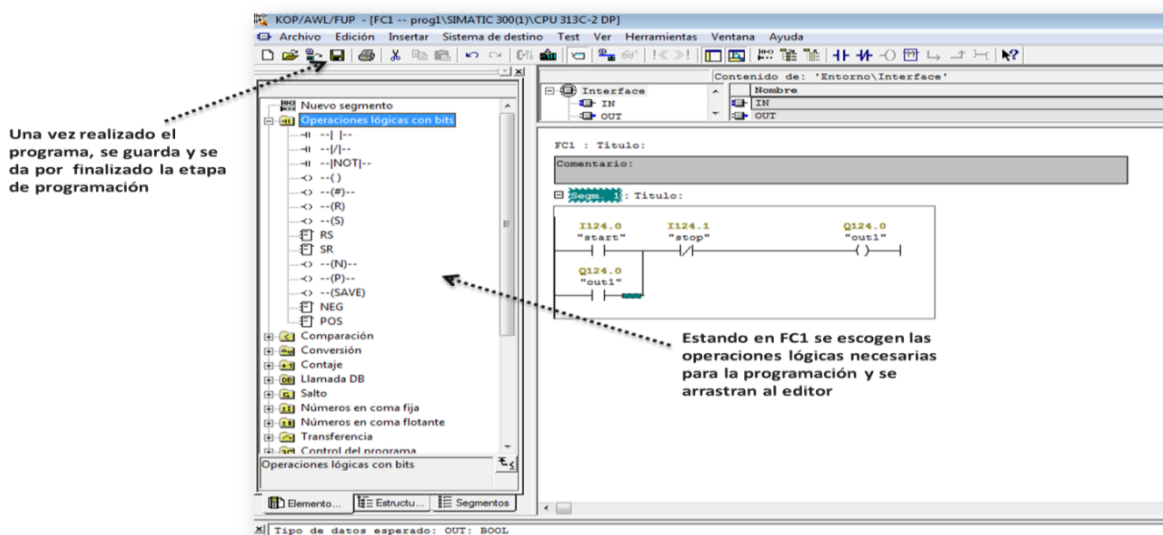 KOP/AWL/FUP - [FC1 -- prog1\SIMATIC 300(1)\CPU 313C-2 DP]
Archivo Edición Insertar Sistema de destino Test Ver Herramientas Ventana Ayuda
Contenido de: 'Entorno\Interface'
Interface
IN
OUT
Nombre
IN
OUT
Nuevo segmento
Operaciones lógicas con bits
--| |--
--|/|--
--|NOT|--
--( )
--(#)--
--(R)
--(S)
RS
SR
--(N)--
--(P)--
--(SAVE)
NEG
POS
Comparación
Conversión
Contaje
Llamada DB
Salto
Números en coma fija
Números en coma flotante
Transferencia
Control del programa
Operaciones lógicas con bits
Elemento...
Estructu...
Segmentos
Tipo de datos esperado: OUT: BOOL
FC1 : Título:
Comentario:
Segm. 1 : Título:
I124.0 I124.1 Q124.0
"start" "stop" "out1"
Q124.0
"out1"
Una vez realizado el
programa, se guarda y se
da por finalizado la etapa
de programación
Estando en FC1 se escogen las
operaciones lógicas necesarias
para la programación y se
arrastran al editor